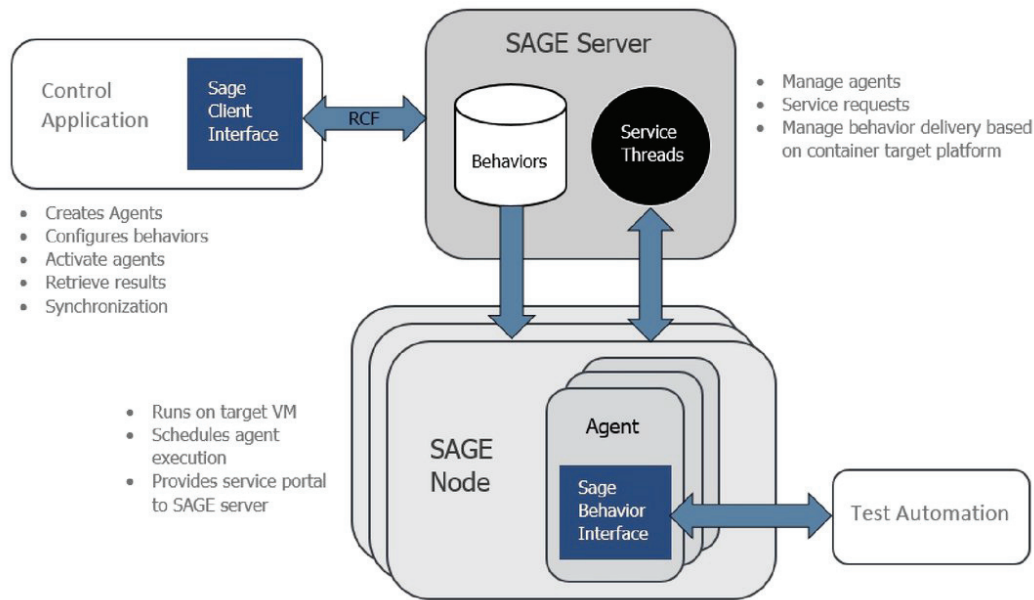 SAGE Server
Control
Application
Sage
Client
Interface
RCF
Behaviors
Service
Threads
• Manage agents
• Service requests
• Manage behavior delivery based
on container target platform
• Creates Agents
• Configures behaviors
• Activate agents
• Retrieve results
• Synchronization
• Runs on target VM
• Schedules agent
execution
• Provides service portal
to SAGE server
SAGE
Node
Agent
Sage
Behavior
Interface
Test Automation